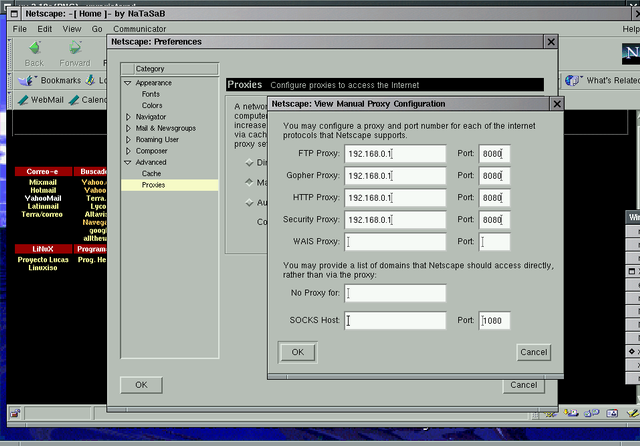 Netscape: -[ Home ]- by NaTaSaB
File Edit View Go Communicator Help
Back Forward
Bookmarks
What's Related
WebMail Calend
Netscape: Preferences
Category
Appearance
Fonts
Colors
Navigator
Mail & Newsgroups
Roaming User
Composer
Advanced
Cache
Proxies
Proxies Configure proxies to access the Internet
A netwo
compute
increase
via cach
proxy se
Dir
Ma
Au
Co
OK
Cancel
Netscape: View Manual Proxy Configuration
You may configure a proxy and port number for each of the internet
protocols that Netscape supports.
FTP Proxy: 192.168.0.1 Port: 8080
Gopher Proxy: 192.168.0.1 Port: 8080
HTTP Proxy: 192.168.0.1 Port: 8080
Security Proxy: 192.168.0.1 Port: 8080
WAIS Proxy: Port:
You may provide a list of domains that Netscape should access directly,
rather than via the proxy:
No Proxy for:
SOCKS Host: Port: 1080
OK Cancel
Correo-e Buscado
Mixmail Yahoo.
Hotmail Yahoo.
YahooMail Terra.
Latinmail Lyco
Terra/correo Altavis
Navega
goog
allthew
LiNuX Program
Proyecto Lucas Prog. He
Linuxiso
Win